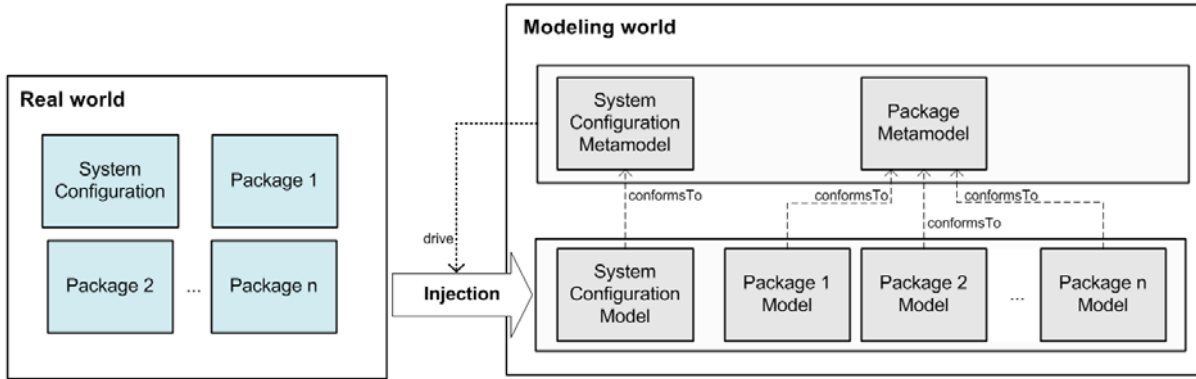 Real world
System
Configuration
Package 1
Package 2
...
Package n
drive
Injection
Modeling world
System
Configuration
Metamodel
Package
Metamodel
conformsTo
conformsTo
conformsTo
conformsTo
System
Configuration
Model
Package 1
Model
Package 2
Model
...
Package n
Model